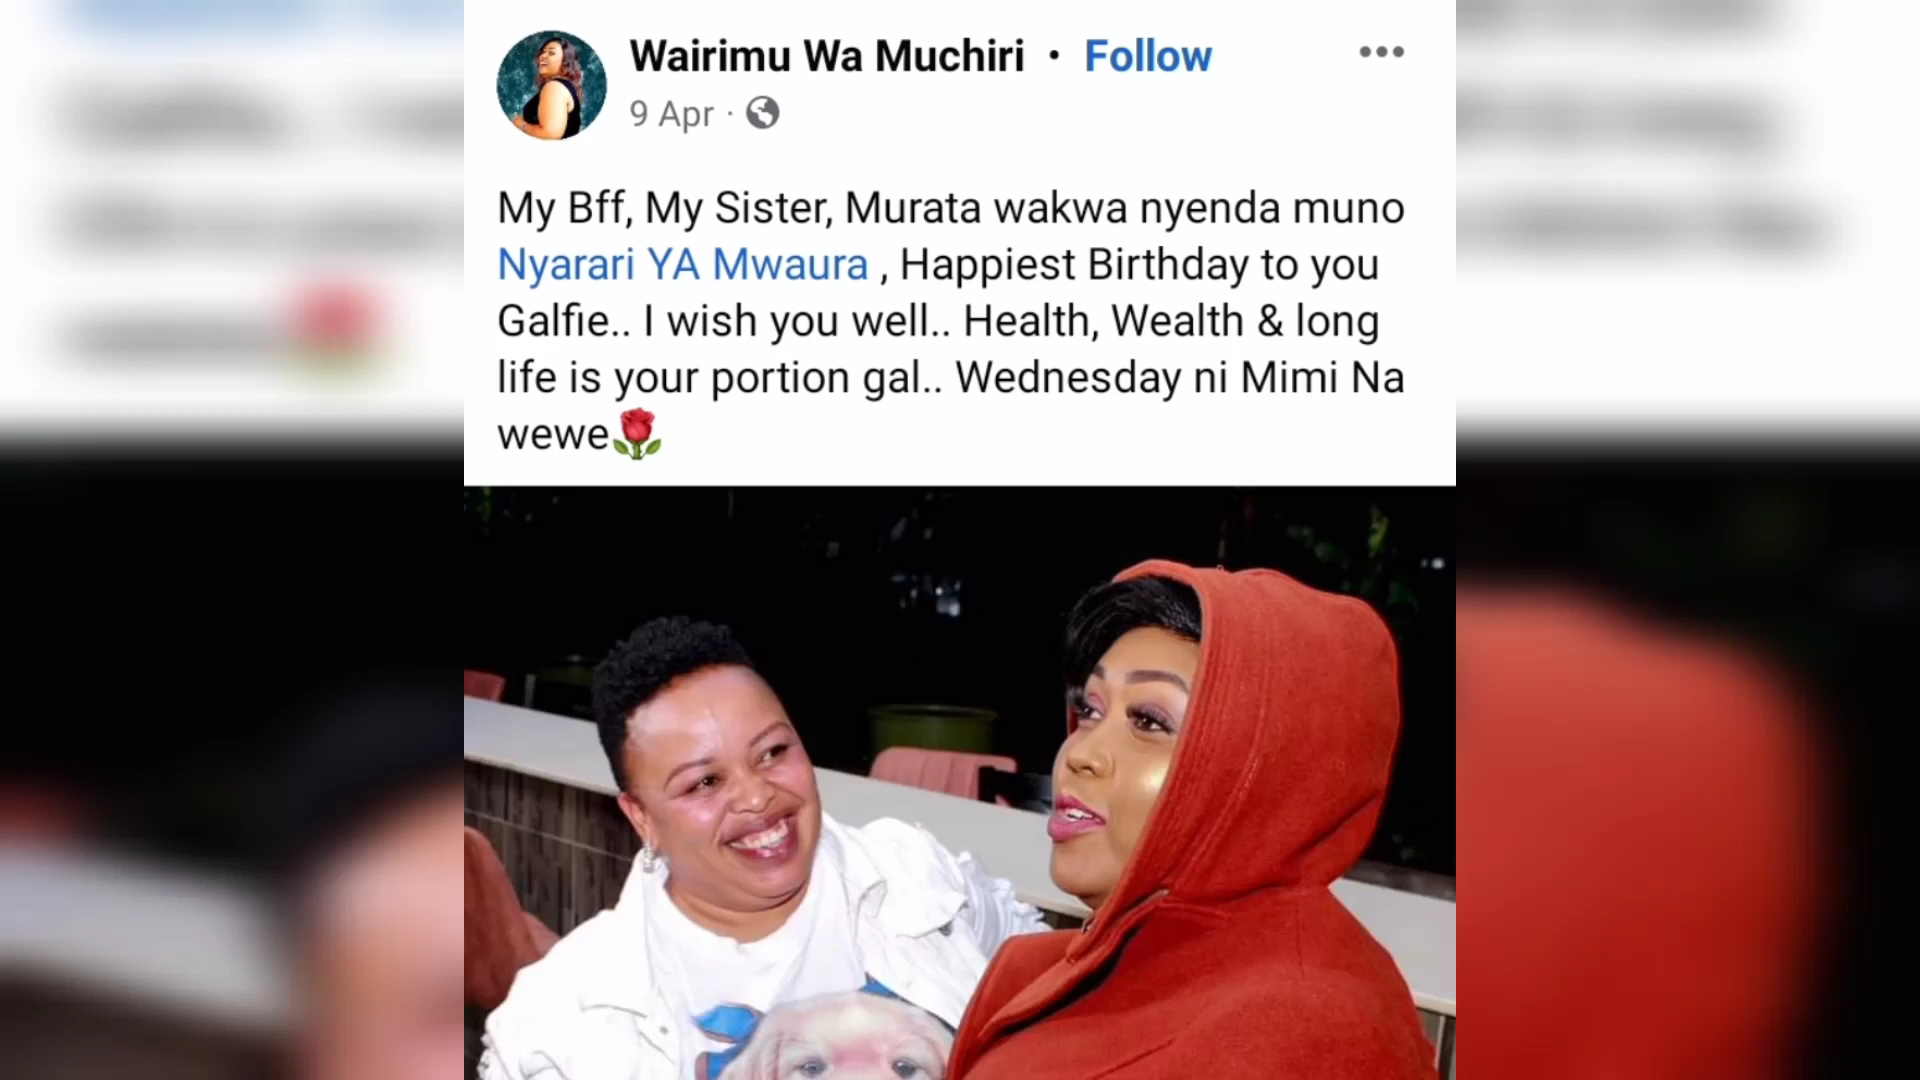 Wairimu Wa Muchiri · Follow
9 Apr ·
My Bff, My Sister, Murata wakwa nyenda muno
Nyarari YA Mwaura , Happiest Birthday to you
Galfie.. I wish you well.. Health, Wealth & long
life is your portion gal.. Wednesday ni Mimi Na
wewe🌹